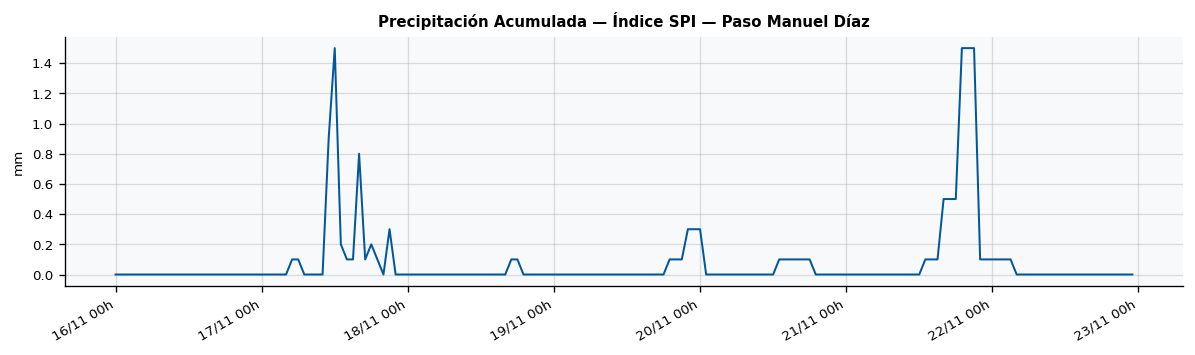 Precipitación Acumulada — Índice SPI — Paso Manuel Díaz
mm
1.4
1.2
1.0
0.8
0.6
0.4
0.2
0.0
16/11 00h
17/11 00h
18/11 00h
19/11 00h
20/11 00h
21/11 00h
22/11 00h
23/11 00h